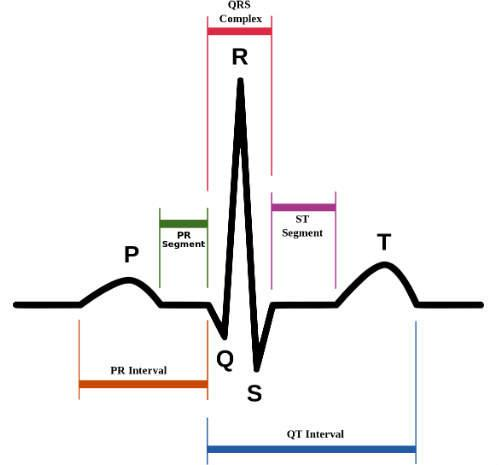 QRS
Complex
R
PR
Segment
ST
Segment
P
T
Q
PR Interval
S
QT Interval